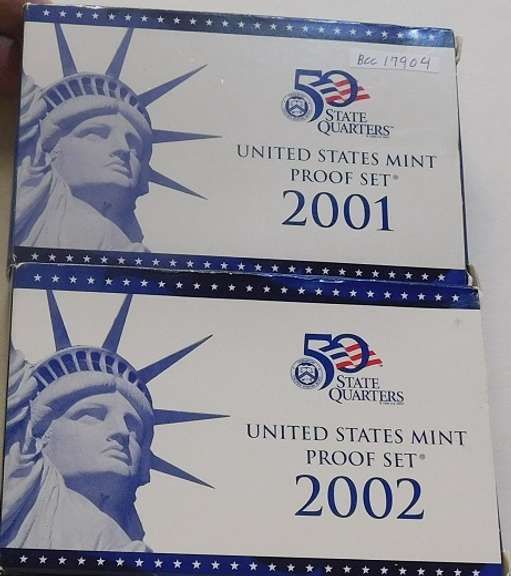 BCC 17904
50
STATE
QUARTERS™
UNITED STATES MINT
PROOF SET®
2001
50
STATE
QUARTERS
UNITED STATES MINT
PROOF SET®
2002